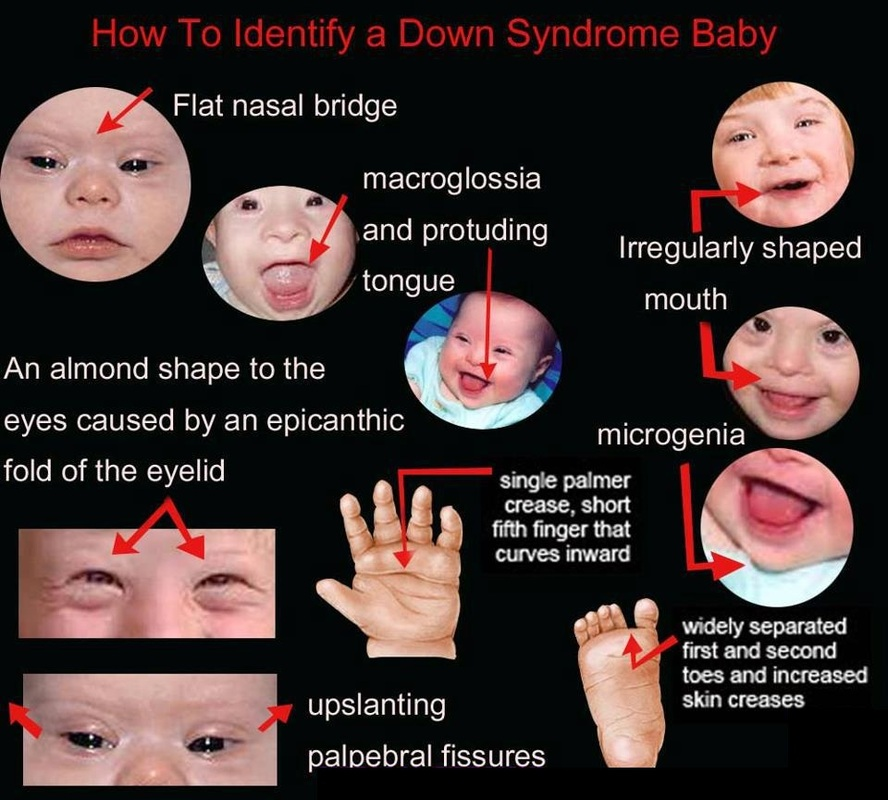 How To Identify a Down Syndrome Baby
Flat nasal bridge
macroglossia
and protuding
tongue
Irregularly shaped
mouth
An almond shape to the
eyes caused by an epicanthic
fold of the eyelid
microgenia
single palmer
crease, short
fifth finger that
curves inward
widely separated
first and second
toes and increased
skin creases
upslanting
palpebral fissures